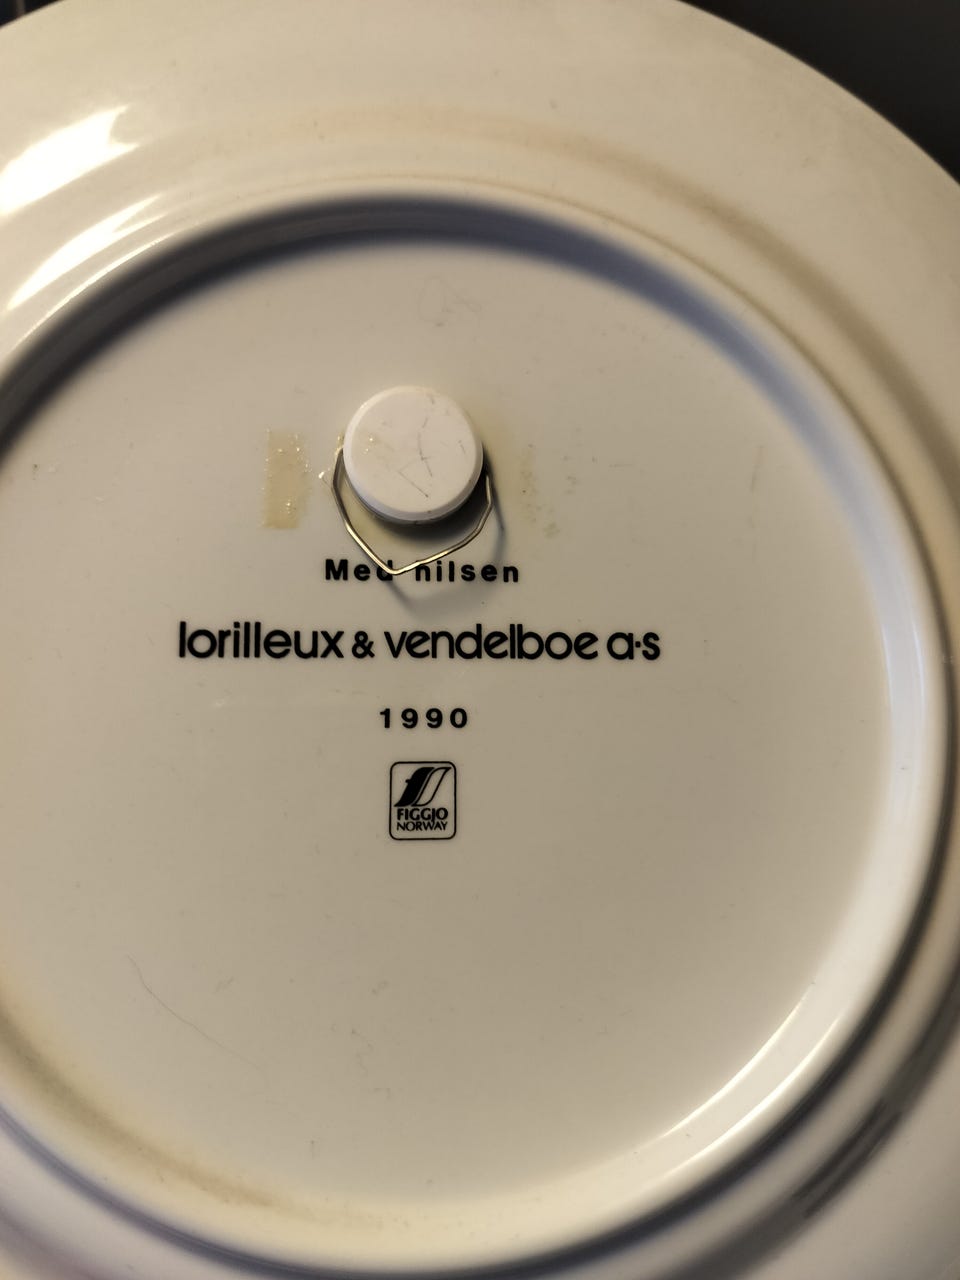 Med hilsen
lorilleux & vendelboe a·s
1990
FIGGJO
NORWAY